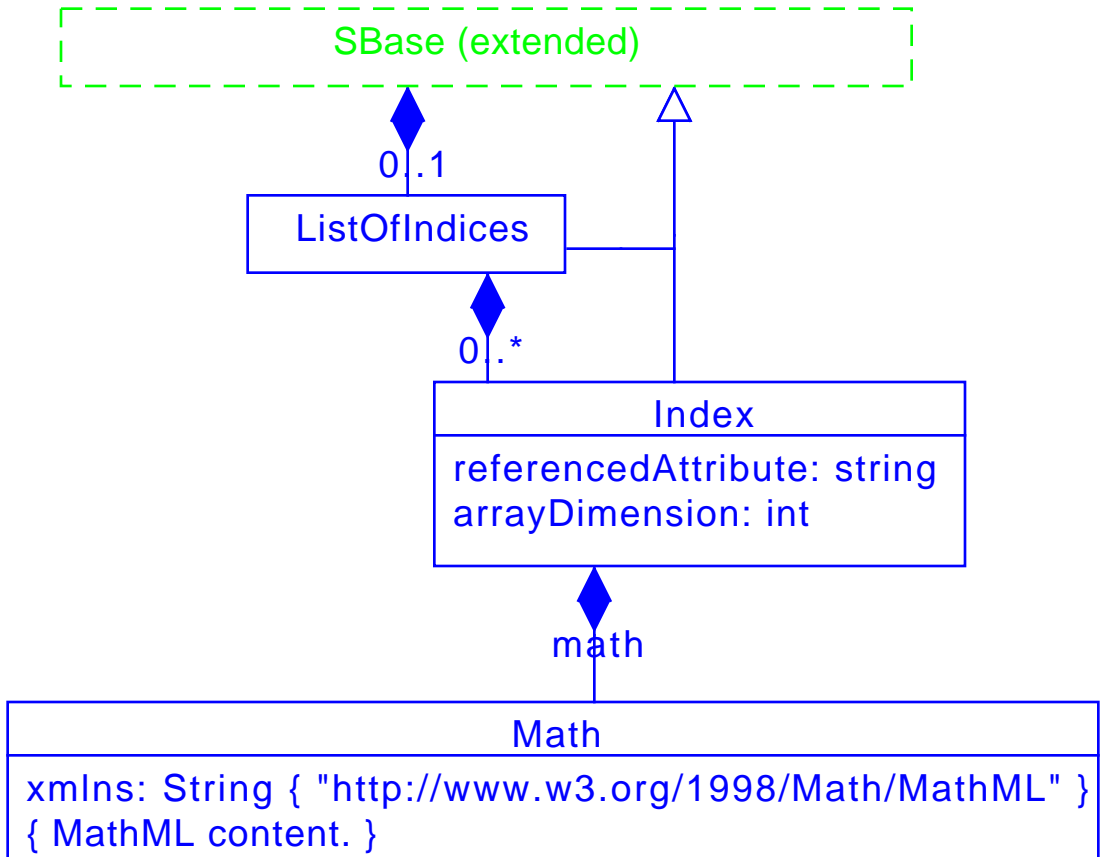 SBase (extended)
0..1
ListOfIndices
0..*
Index
referencedAttribute: string
arrayDimension: int
math
Math
xmlns: String { "http://www.w3.org/1998/Math/MathML" }
{ MathML content. }